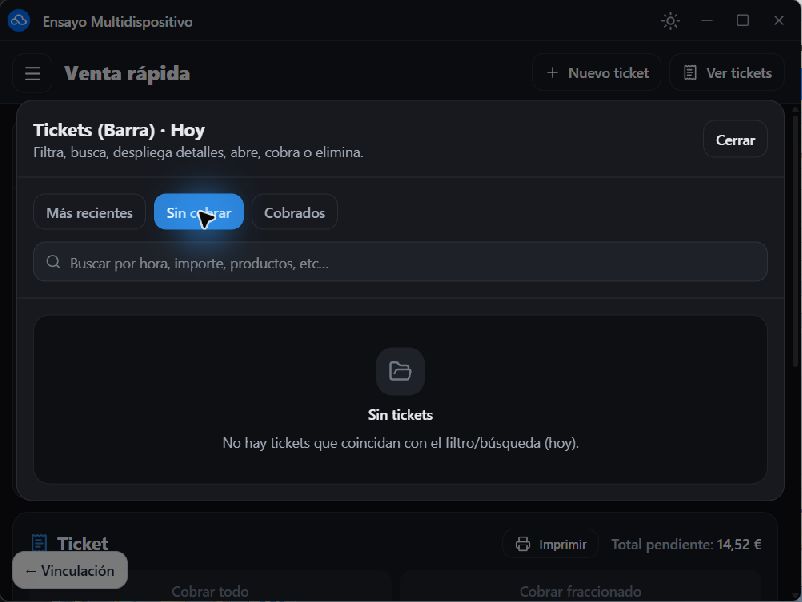 Ensayo Multidispositivo
Venta rápida
Nuevo ticket
Ver tickets
Tickets (Barra) · Hoy
Filtra, busca, despliega detalles, abre, cobra o elimina.
Cerrar
Más recientes
Sin cobrar
Cobrados
Buscar por hora, importe, productos, etc...
Sin tickets
No hay tickets que coincidan con el filtro/búsqueda (hoy).
Ticket
Imprimir
Total pendiente: 14,52 €
← Vinculación
Cobrar todo
Cobrar fraccionado